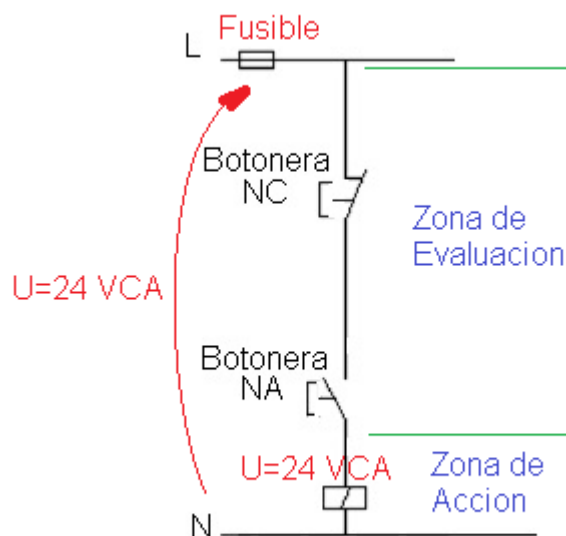 Fusible
L
Botonera
NC
Zona de
Evaluacion
U=24 VCA
Botonera
NA
U=24 VCA
Zona de
Accion
N